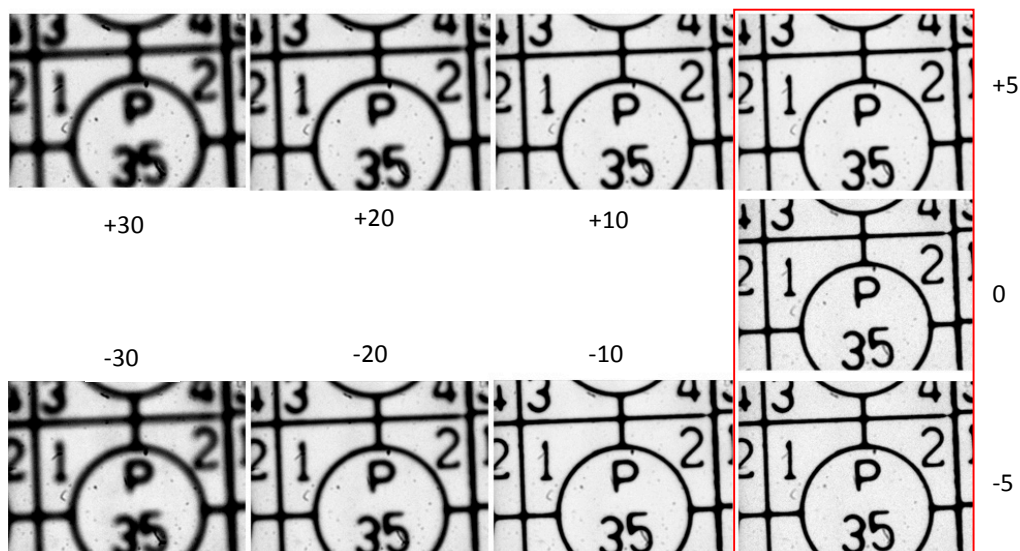 3 4 3 4 3 4 3 4
2 1 2 2 1 2 2 1 2 2 1 2 +5
P P P P
35 35 35 35
+30 +20 +10
3 4
2 1 2
P
0
35
-30 -20 -10
3 4 3 4 3 4 3 4
2 1 2 2 1 2 2 1 2 2 1 2
P P P P
-5
35 35 35 35